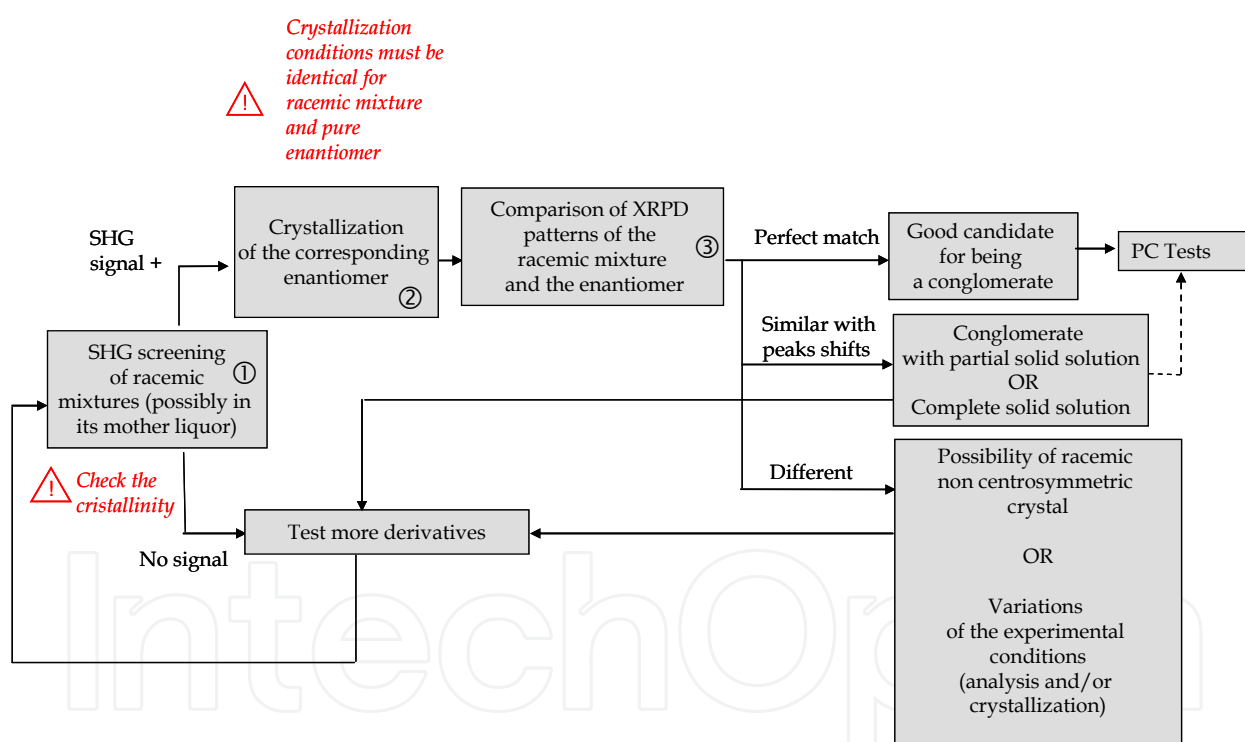 Crystallization
conditions must be
identical for
racemic mixture
and pure
enantiomer
!
SHG
signal +
Crystallization
of the corresponding
enantiomer
②
Comparison of XRPD
patterns of the
racemic mixture
and the enantiomer
③
Perfect match
Good candidate
for being
a conglomerate
PC Tests
SHG screening
of racemic
mixtures (possibly in
its mother liquor)
①
Similar with
peaks shifts
Conglomerate
with partial solid solution
OR
Complete solid solution
! Check the
cristallinity
No signal
Test more derivatives
Different
Possibility of racemic
non centrosymmetric
crystal
OR
Variations
of the experimental
conditions
(analysis and/or
crystallization)
IntechOpen